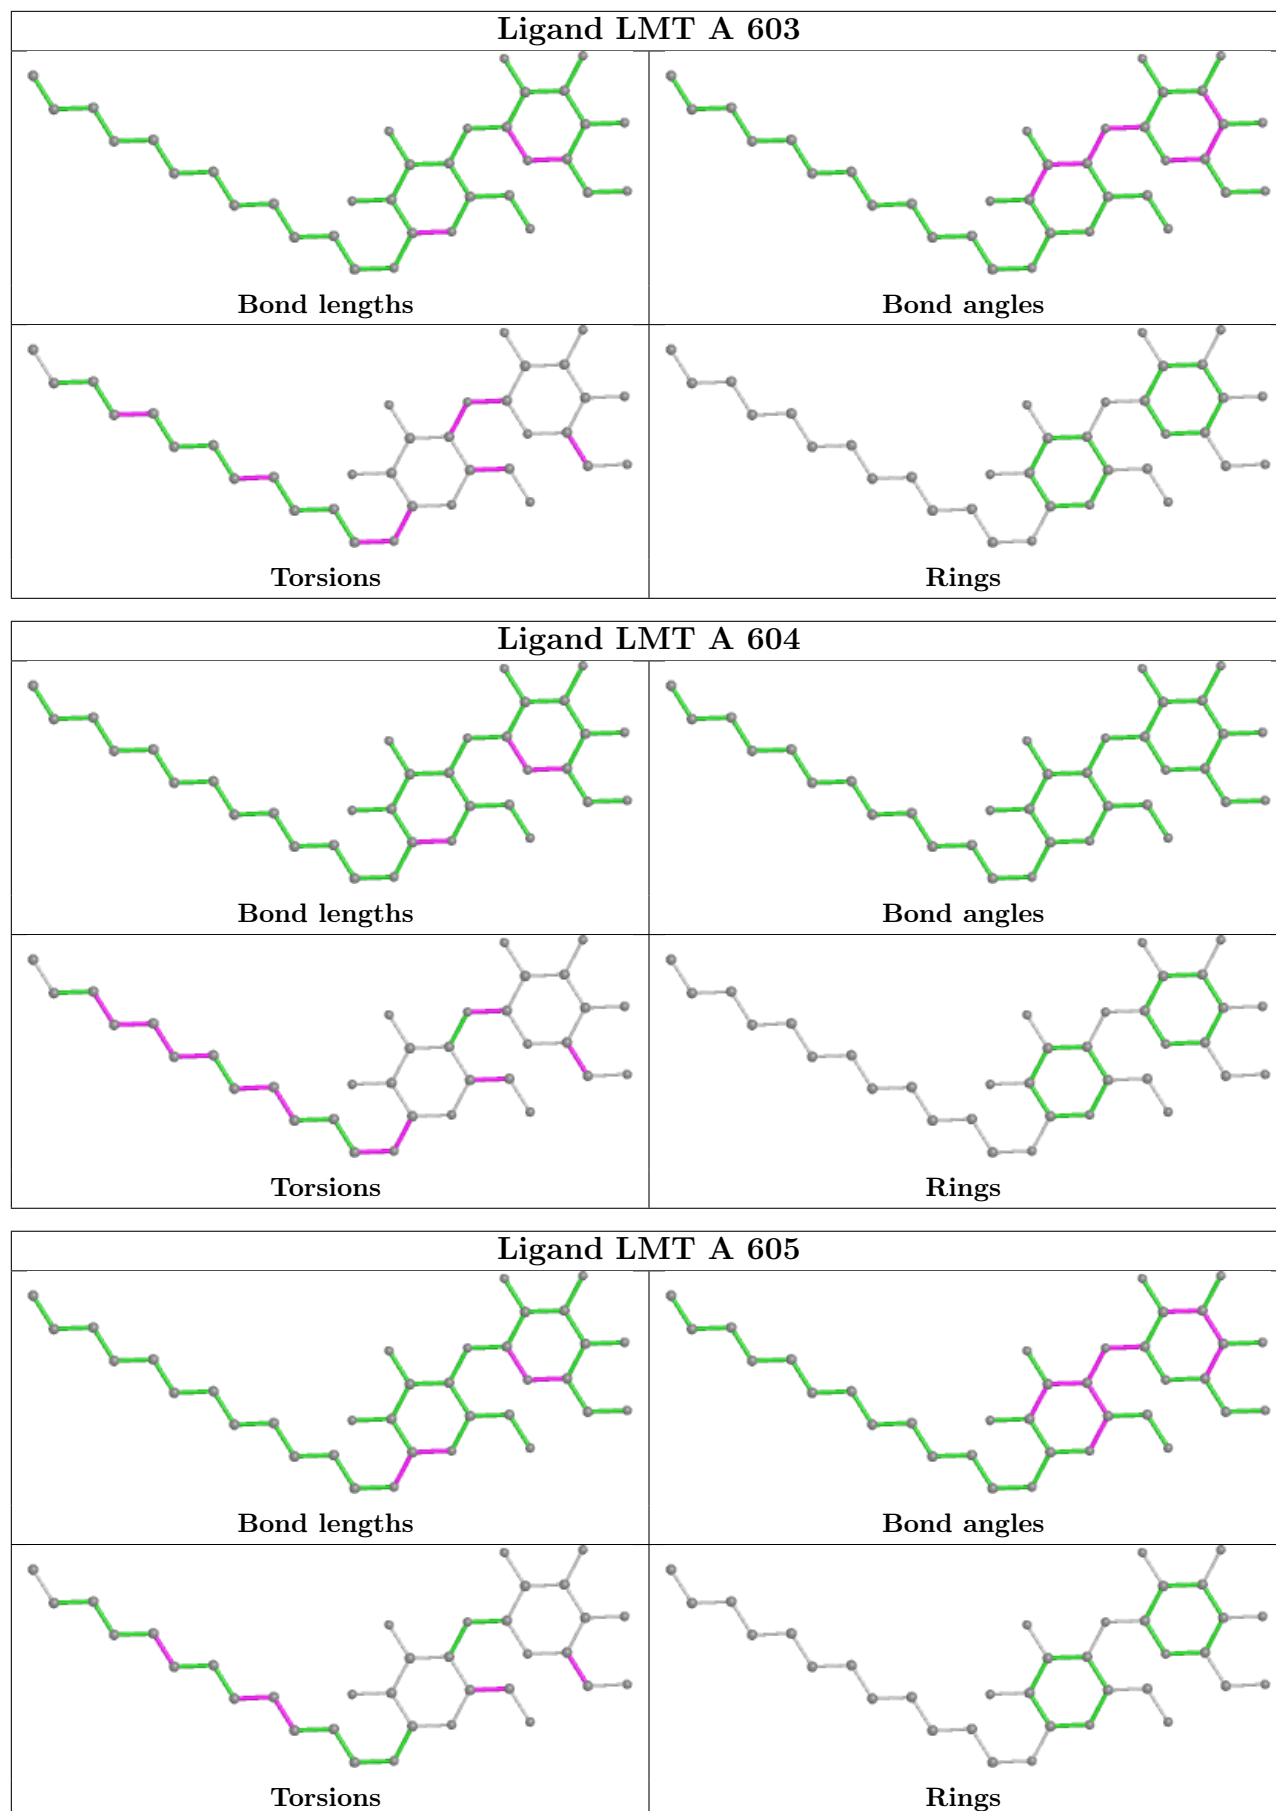 Ligand LMT A 603
Bond lengths
Bond angles
Torsions
Rings
Ligand LMT A 604
Bond lengths
Bond angles
Torsions
Rings
Ligand LMT A 605
Bond lengths
Bond angles
Torsions
Rings